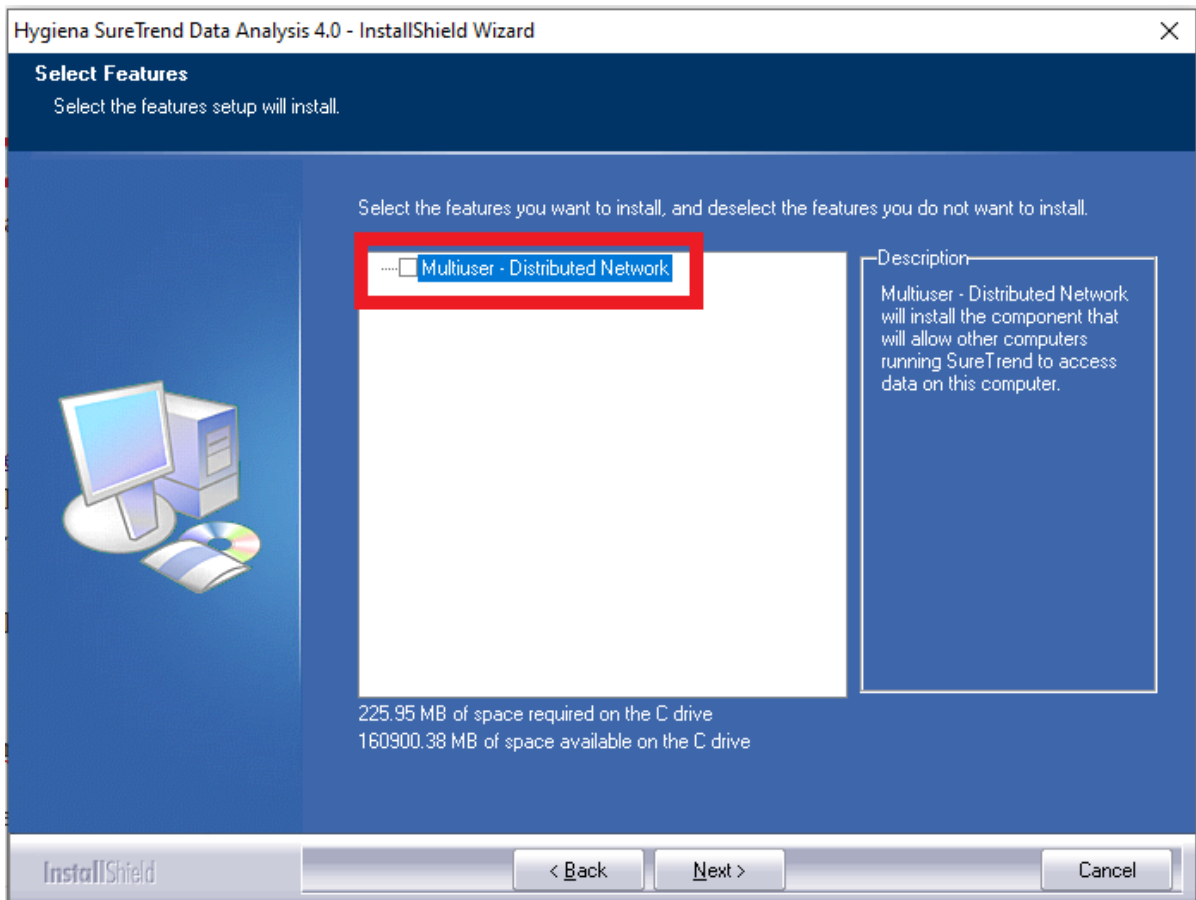 Hygiena SureTrend Data Analysis 4.0 - InstallShield Wizard
Select Features
Select the features setup will install.
Select the features you want to install, and deselect the features you do not want to install.
Multiuser - Distributed Network
Description
Multiuser - Distributed Network
will install the component that
will allow other computers
running SureTrend to access
data on this computer.
225.95 MB of space required on the C drive
160900.38 MB of space available on the C drive
InstallShield
< Back
Next >
Cancel